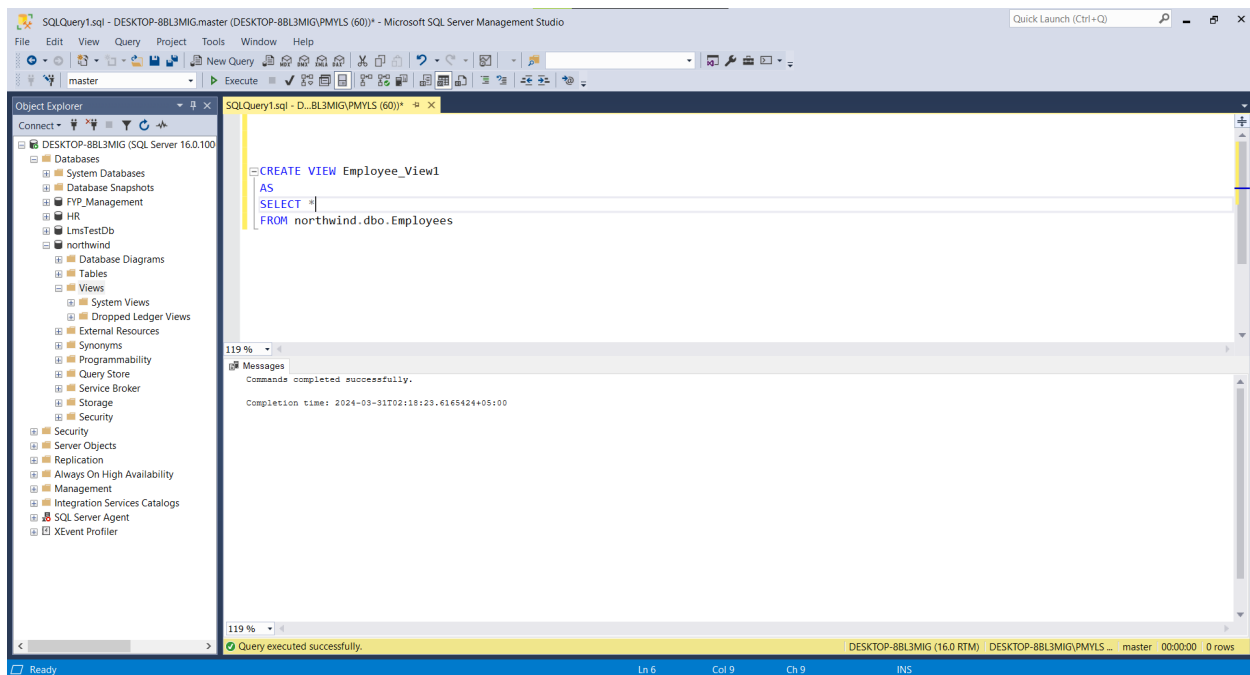 SQLQuery1.sql - DESKTOP-8BL3MIG.master (DESKTOP-8BL3MIG\PMYLS (60))* - Microsoft SQL Server Management Studio
Quick Launch (Ctrl+Q)
File Edit View Query Project Tools Window Help
New Query
master
Execute
Object Explorer
SQLQuery1.sql - D...BL3MIG\PMYLS (60))*
Connect
DESKTOP-8BL3MIG (SQL Server 16.0.100
Databases
System Databases
Database Snapshots
FYP_Management
HR
LmsTestDb
northwind
Database Diagrams
Tables
Views
System Views
Dropped Ledger Views
External Resources
Synonyms
Programmability
Query Store
Service Broker
Storage
Security
Security
Server Objects
Replication
Always On High Availability
Management
Integration Services Catalogs
SQL Server Agent
XEvent Profiler
CREATE VIEW Employee_View1
AS
SELECT *
FROM northwind.dbo.Employees
119 %
Messages
Commands completed successfully.
Completion time: 2024-03-31T02:18:23.6165424+05:00
119 %
Query executed successfully.
DESKTOP-8BL3MIG (16.0 RTM) DESKTOP-8BL3MIG\PMYLS ... master 00:00:00 0 rows
Ready
Ln 6 Col 9 Ch 9 INS